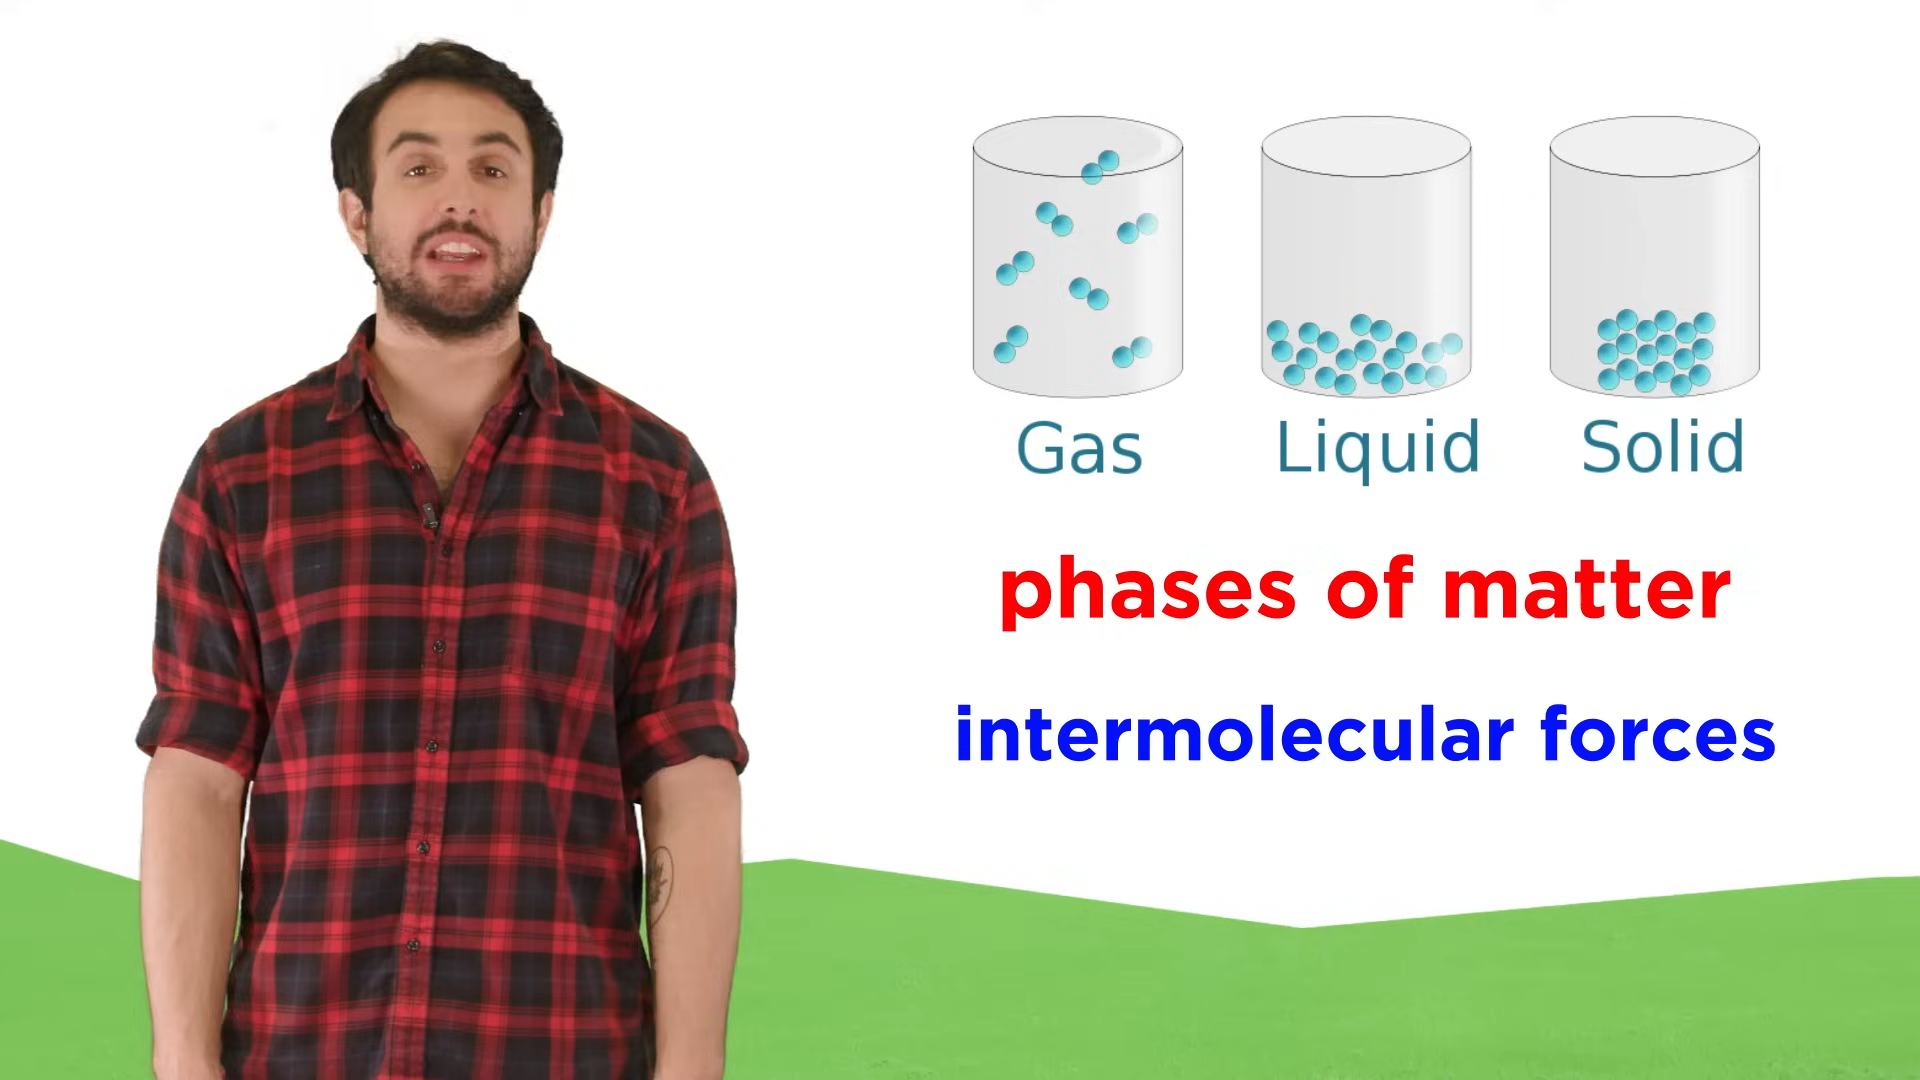 Gas Liquid Solid
phases of matter
intermolecular forces